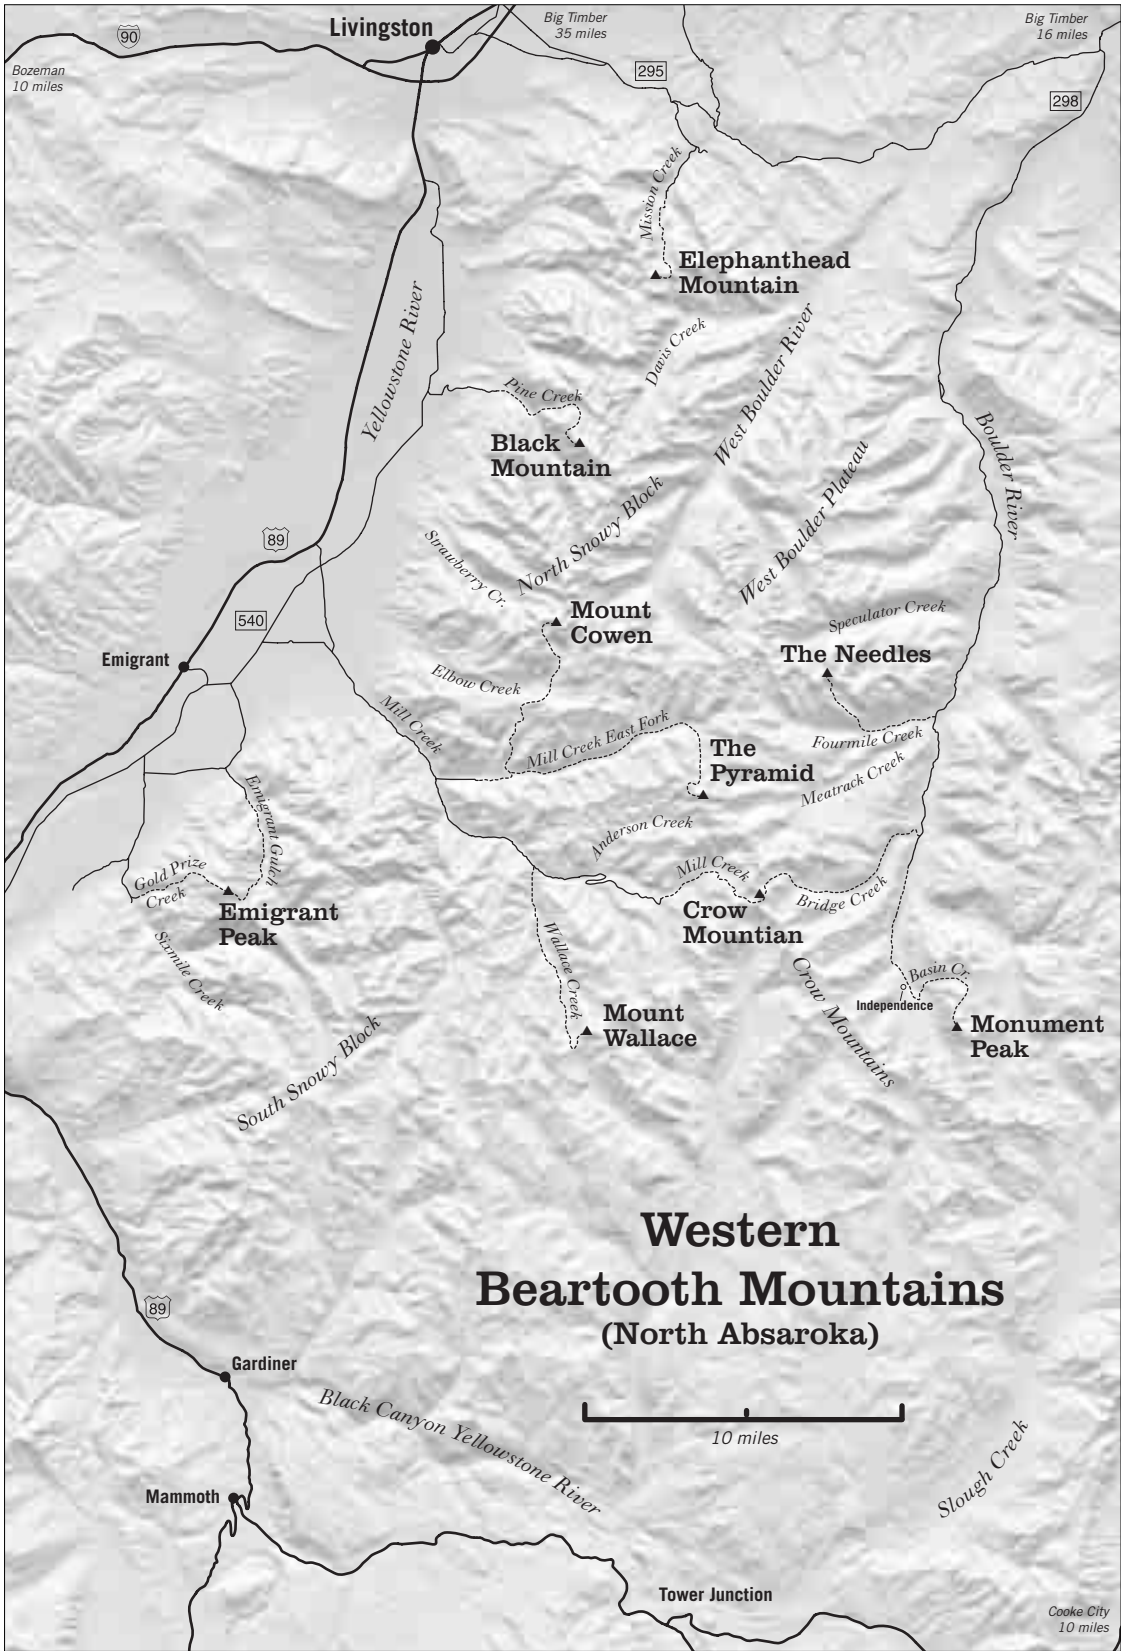 Big Timber
35 miles
Big Timber
16 miles
Livingston
90
Bozeman
10 miles
295
298
Mission Creek
Elephanthead
Mountain
Yellowstone River
Davis Creek
West Boulder River
Pine Creek
Black
Mountain
Boulder River
North Snowy Block
West Boulder Plateau
89
Strawberry Cr.
540
Mount
Cowen
Speculator Creek
Emigrant
The Needles
Elbow Creek
Mill Creek
Mill Creek East Fork
The
Pyramid
Fourmile Creek
Meatrack Creek
Emigrant Gulch
Anderson Creek
Gold Prize
Creek
Mill Creek
Bridge Creek
Emigrant
Peak
Crow
Mountian
Sixmile Creek
Wallace Creek
Crow Mountains
Basin Cr.
Independence
Mount
Wallace
Monument
Peak
South Snowy Block
Western
Beartooth Mountains
(North Absaroka)
89
Gardiner
Black Canyon Yellowstone River
10 miles
Slough Creek
Mammoth
Tower Junction
Cooke City
10 miles